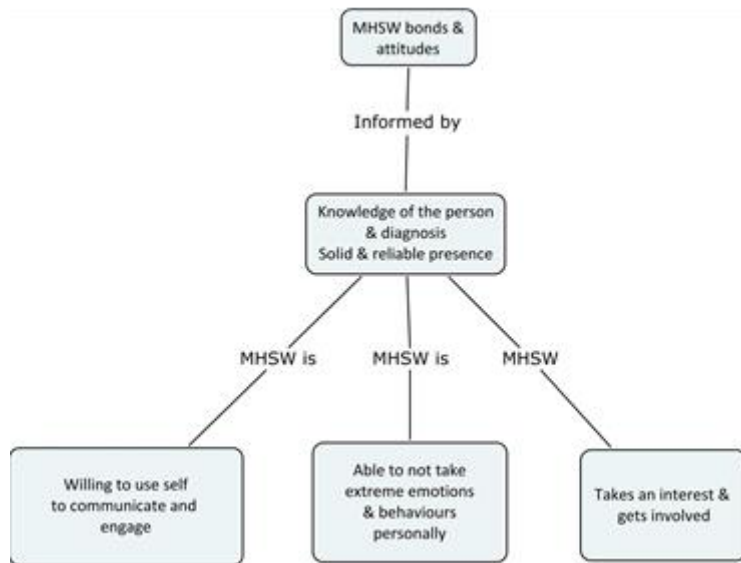 MHSW bonds &
attitudes
Informed by
Knowledge of the person
& diagnosis
Solid & reliable presence
MHSW is
MHSW is
MHSW
Willing to use self
to communicate and
engage
Able to not take
extreme emotions
& behaviours
personally
Takes an interest &
gets involved